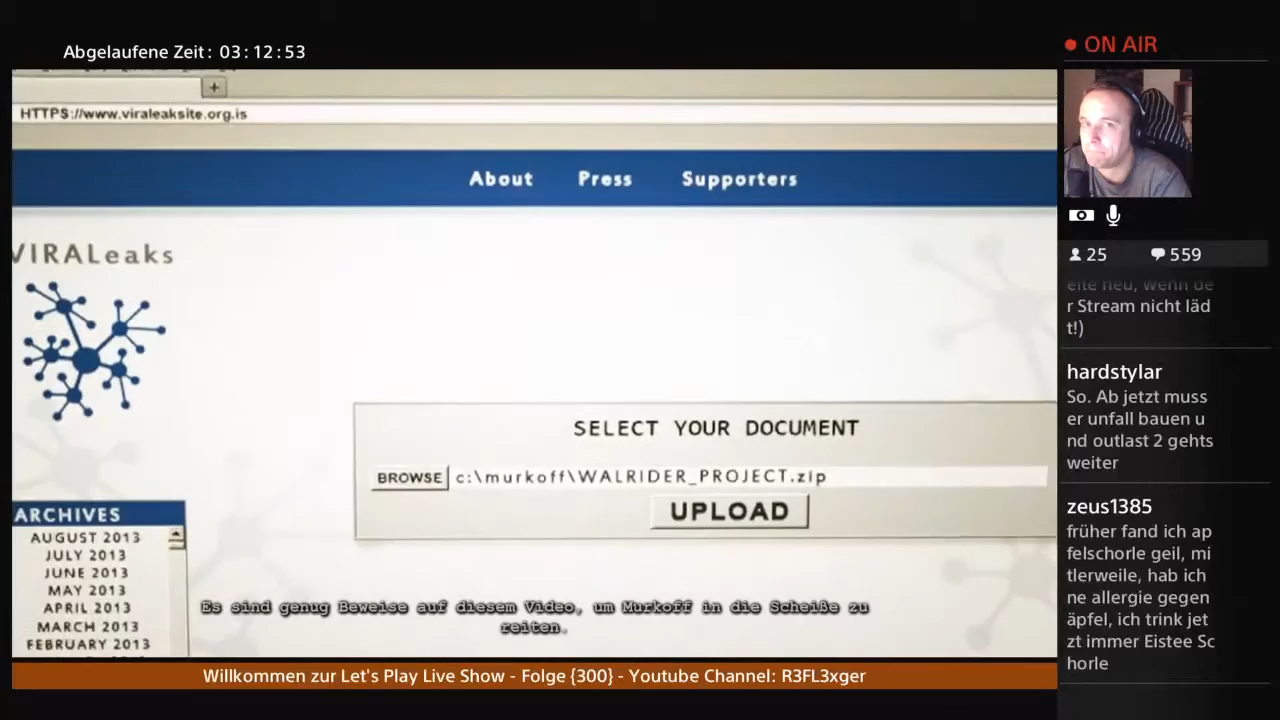 Abgelaufene Zeit: 03:12:53
ON AIR
HTTPS://www.viraleaksite.org.is
About Press Supporters
VIRALeaks
25 559
eite neu, wenn de
r Stream nicht läd
t!)
hardstylar
So. Ab jetzt muss
er unfall bauen u
nd outlast 2 gehts
weiter
SELECT YOUR DOCUMENT
BROWSE c:\murkoff\WALRIDER_PROJECT.zip
UPLOAD
zeus1385
früher fand ich ap
felschorle geil, mi
tlerweile, hab ich
ne allergie gegen
äpfel, ich trink jet
zt immer Eistee Sc
horle
ARCHIVES
AUGUST 2013
JULY 2013
JUNE 2013
MAY 2013
APRIL 2013
MARCH 2013
FEBRUARY 2013
Es sind genug Beweise auf diesem Video, um Murkoff in die Scheiße zu
reiten.
Willkommen zur Let's Play Live Show - Folge {300} - Youtube Channel: R3FL3xger